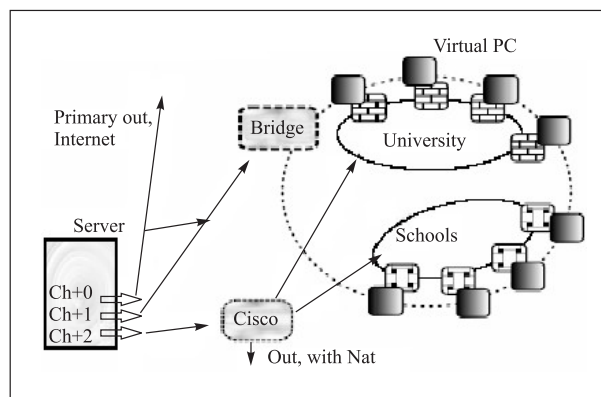 Virtual PC
Primary out,
Internet
Bridge
University
Server
Schools
Ch+0
Ch+1
Ch+2
Cisco
Out, with Nat